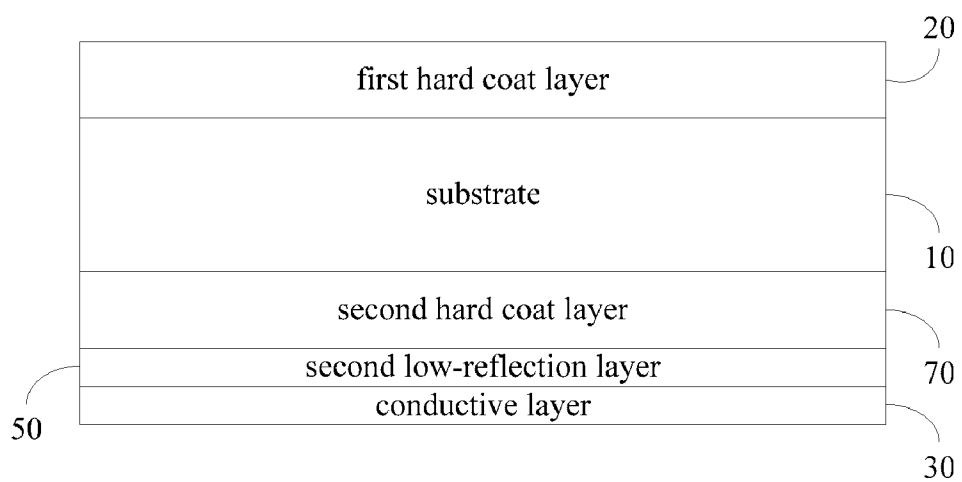 20
first hard coat layer
substrate
10
second hard coat layer
second low-reflection layer
70
conductive layer
50
30